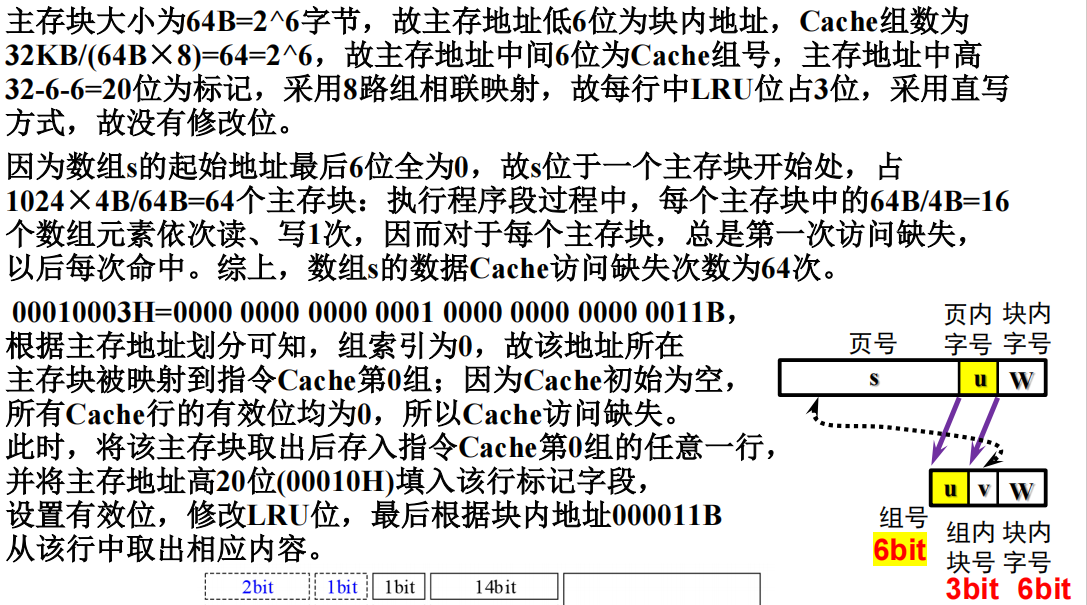 主存块大小为64B=2^6字节，故主存地址低6位为块内地址，Cache组数为
32KB/(64B×8)=64=2^6，故主存地址中间6位为Cache组号，主存地址中高
32-6-6=20位为标记，采用8路组相联映射，故每行中LRU位占3位，采用直写
方式，故没有修改位。
因为数组s的起始地址最后6位全为0，故s位于一个主存块开始处，占
1024×4B/64B=64个主存块：执行程序段过程中，每个主存块中的64B/4B=16
个数组元素依次读、写1次，因而对于每个主存块，总是第一次访问缺失，
以后每次命中。综上，数组s的数据Cache访问缺失次数为64次。
00010003H=0000 0000 0000 0001 0000 0000 0000 0011B，
根据主存地址划分可知，组索引为0，故该地址所在
主存块被映射到指令Cache第0组；因为Cache初始为空，
所有Cache行的有效位均为0，所以Cache访问缺失。
此时，将该主存块取出后存入指令Cache第0组的任意一行，
并将主存地址高20位(00010H)填入该行标记字段，
设置有效位，修改LRU位，最后根据块内地址000011B
从该行中取出相应内容。
页内 块内
页号 字号 字号
s u W
u v W
组号 组内 块内
6bit 块号 字号
3bit 6bit
2bit 1bit 1bit 14bit